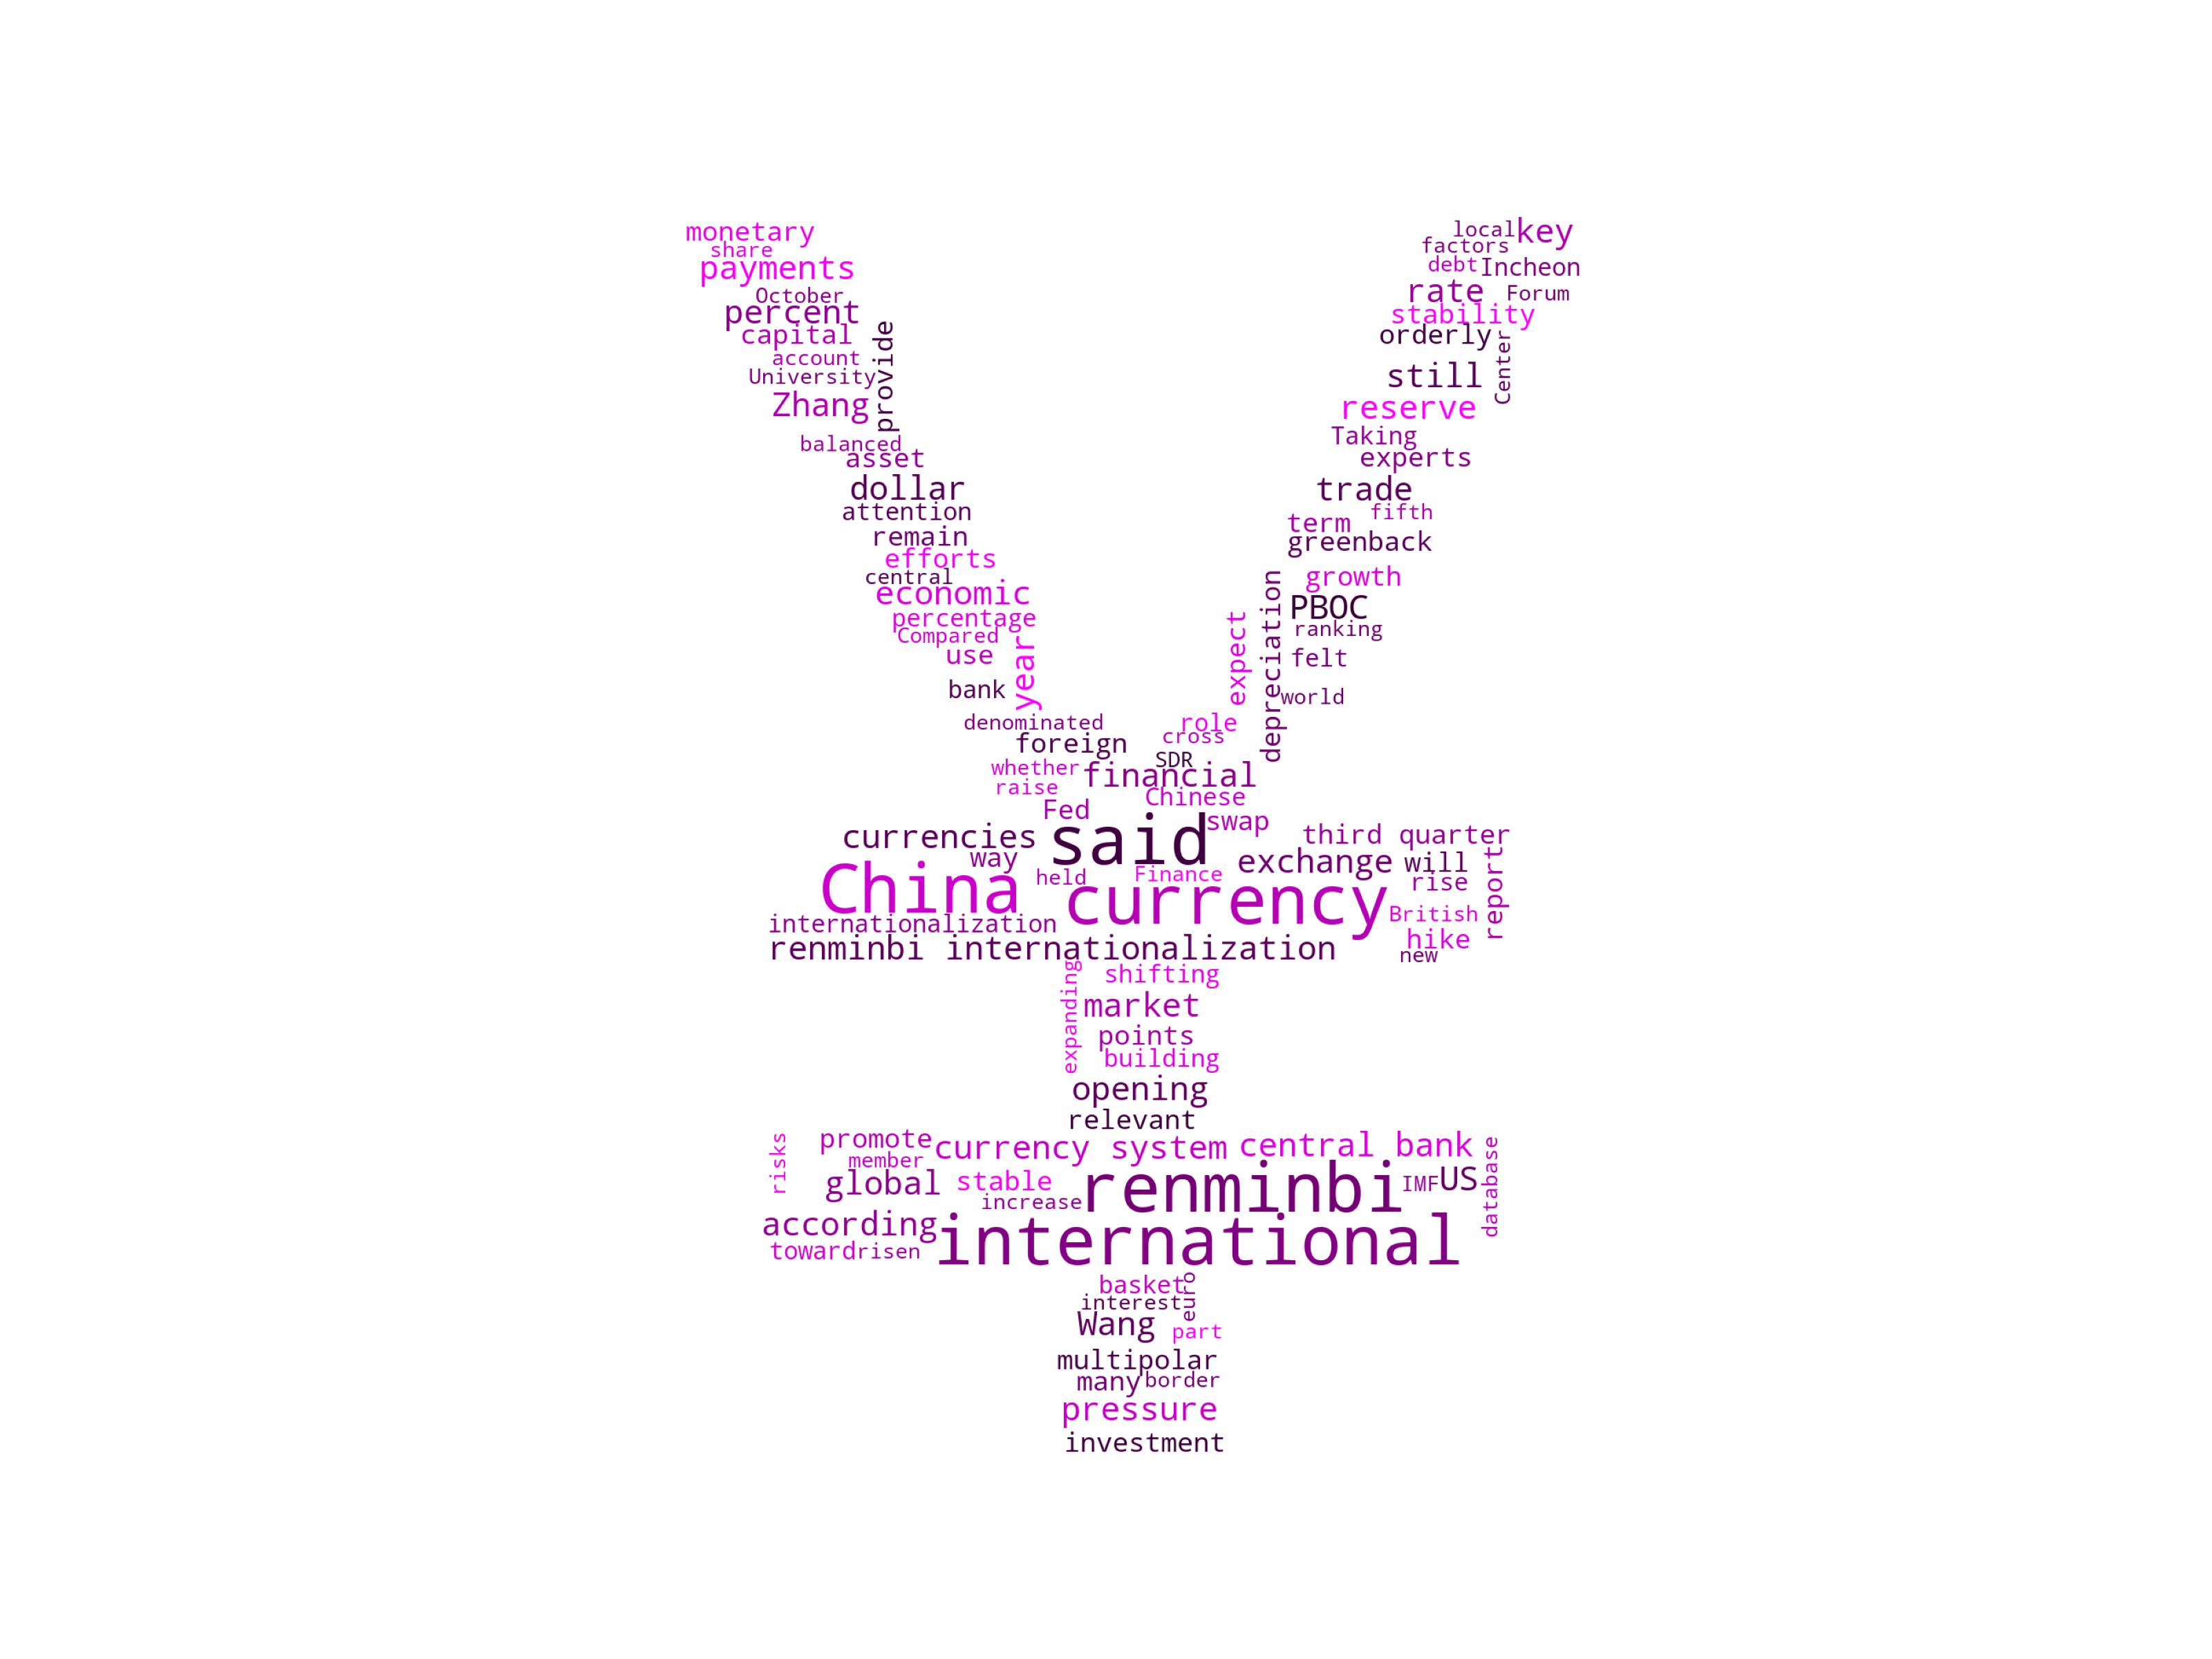 monetary
local key
share
factors
payments
debt Incheon
October
rate Forum
percent
stability
capital
orderly
provide
account
Center
University
still
Zhang
reserve
balanced
Taking
asset
experts
dollar
trade
attention
fifth
term
remain
greenback
efforts
central
growth
economic
depreciation
PBOC
percentage
ranking
Compared
expect
use
year
felt
bank
world
denominated
role
foreign
cross
SDR
whether financial
raise
Chinese
Fed
swap
currencies said third quarter
way
exchange will
China
held
Finance
rise
report
currency
British
internationalization
hike
renminbi internationalization
new
shifting
expanding
market
points
building
opening
relevant
promote currency system central bank
risks
member
database
global stable renminbi IMF US
increase
according international
toward risen
basket
euro
interest
Wang part
multipolar
many border
pressure
investment